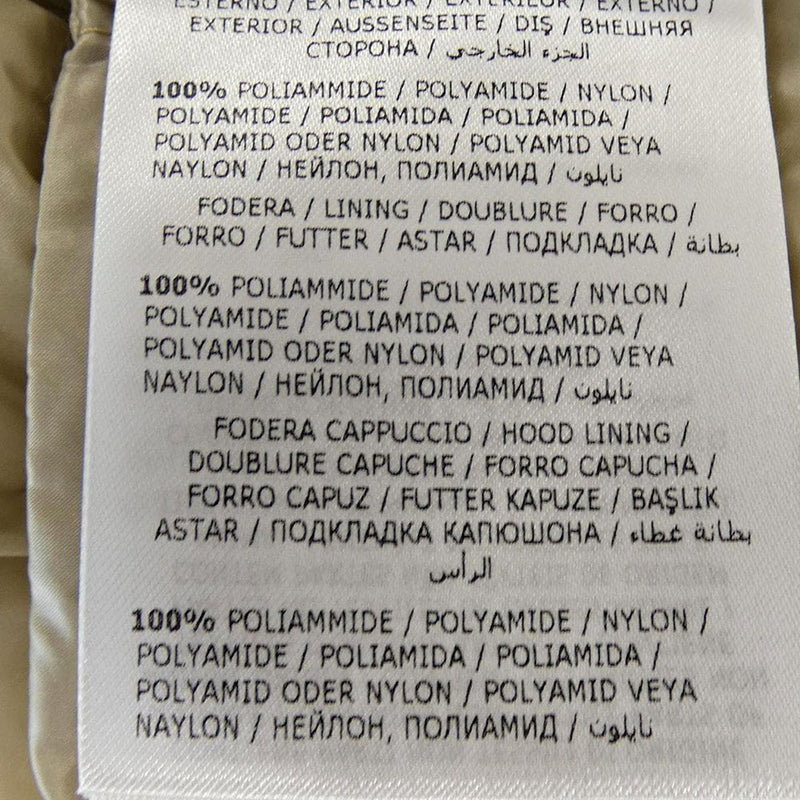 ESTERNO / EXTERIOR / EXTERIEUR / EXTERNO /
EXTERIOR / AUSSENSEITE / DIŞ / ВНЕШНЯЯ
СТОРОНА / الجزء الخارجي
100% POLIAMMIDE / POLYAMIDE / NYLON /
POLYAMIDE / POLIAMIDA / POLIAMIDA /
POLYAMID ODER NYLON / POLYAMID VEYA
NAYLON / НЕЙЛОН, ПОЛИАМИД / نايلون
FODERA / LINING / DOUBLURE / FORRO /
FORRO / FUTTER / ASTAR / ПОДКЛАДКА / بطانة
100% POLIAMMIDE / POLYAMIDE / NYLON /
POLYAMIDE / POLIAMIDA / POLIAMIDA /
POLYAMID ODER NYLON / POLYAMID VEYA
NAYLON / НЕЙЛОН, ПОЛИАМИД / نايلون
FODERA CAPPUCCIO / HOOD LINING /
DOUBLURE CAPUCHE / FORRO CAPUCHA /
FORRO CAPUZ / FUTTER KAPUZE / BAŞLIK
ASTAR / ПОДКЛАДКА КАПЮШОНА / بطانة غطاء
الرأس
100% POLIAMMIDE / POLYAMIDE / NYLON /
POLYAMIDE / POLIAMIDA / POLIAMIDA /
POLYAMID ODER NYLON / POLYAMID VEYA
NAYLON / НЕЙЛОН, ПОЛИАМИД / نايلون